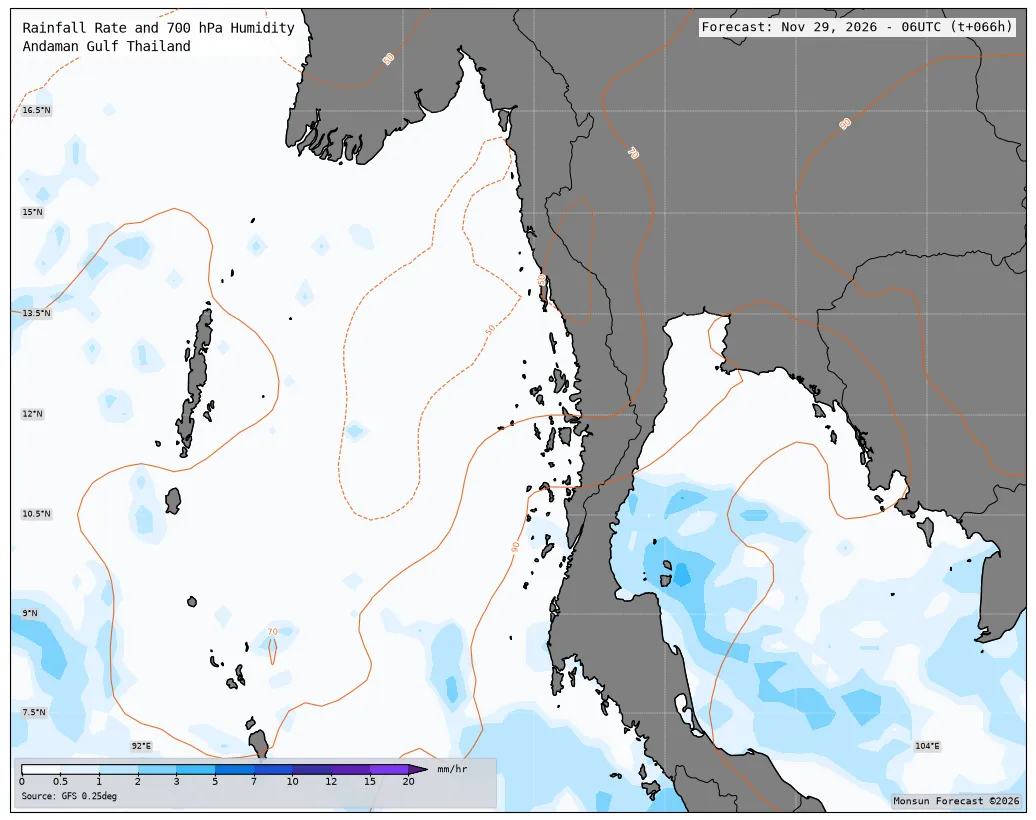 Rainfall Rate and 700 hPa Humidity
Andaman Gulf Thailand
Forecast: Nov 29, 2026 - 06UTC (t+066h)
50
16.5°N
90
70
15°N
50
13.5°N
50
12°N
10.5°N
90
9°N
70
7.5°N
92°E
104°E
mm/hr
0 0.5 1 2 3 5 7 10 12 15 20
Source: GFS 0.25deg
Monsun Forecast ©2026